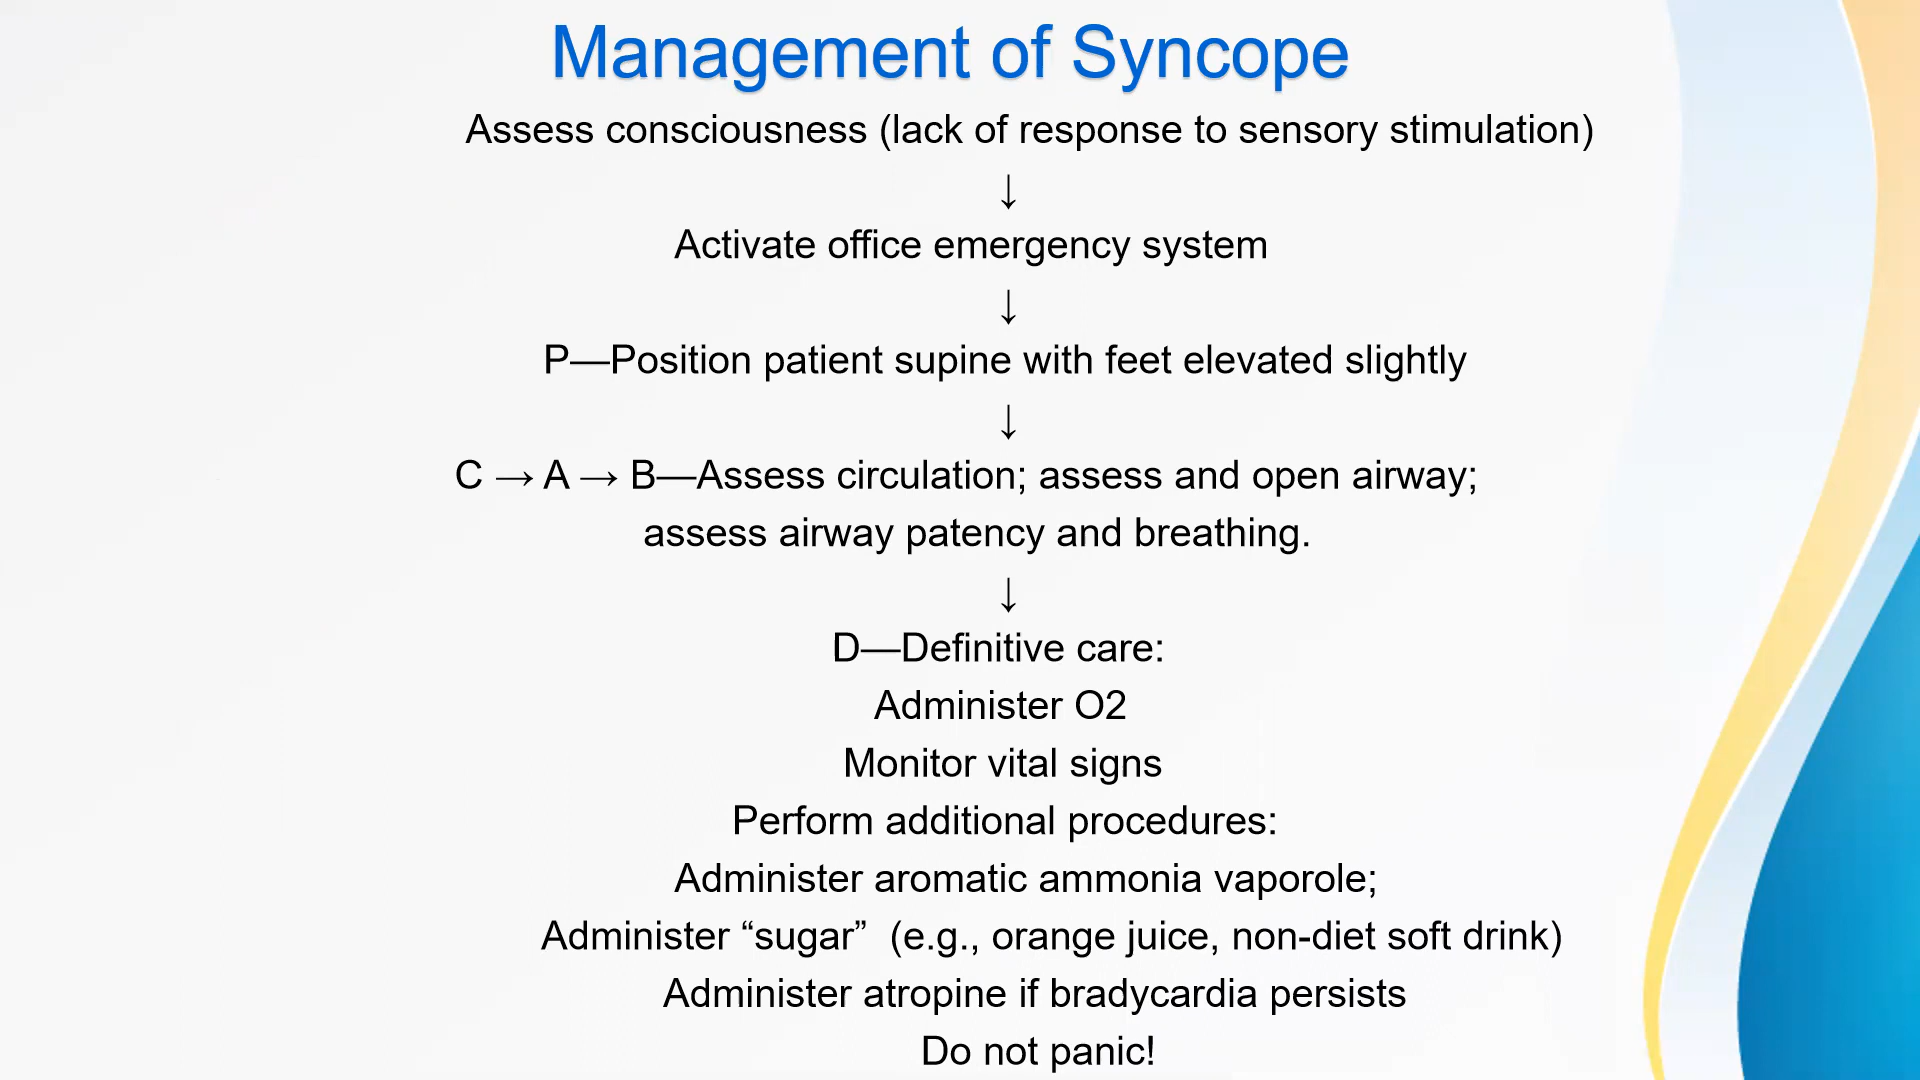 Management of Syncope
Assess consciousness (lack of response to sensory stimulation)
↓
Activate office emergency system
↓
P—Position patient supine with feet elevated slightly
↓
C → A → B—Assess circulation; assess and open airway;
assess airway patency and breathing.
↓
D—Definitive care:
Administer O2
Monitor vital signs
Perform additional procedures:
Administer aromatic ammonia vaporole;
Administer “sugar”  (e.g., orange juice, non-diet soft drink)
Administer atropine if bradycardia persists
Do not panic!